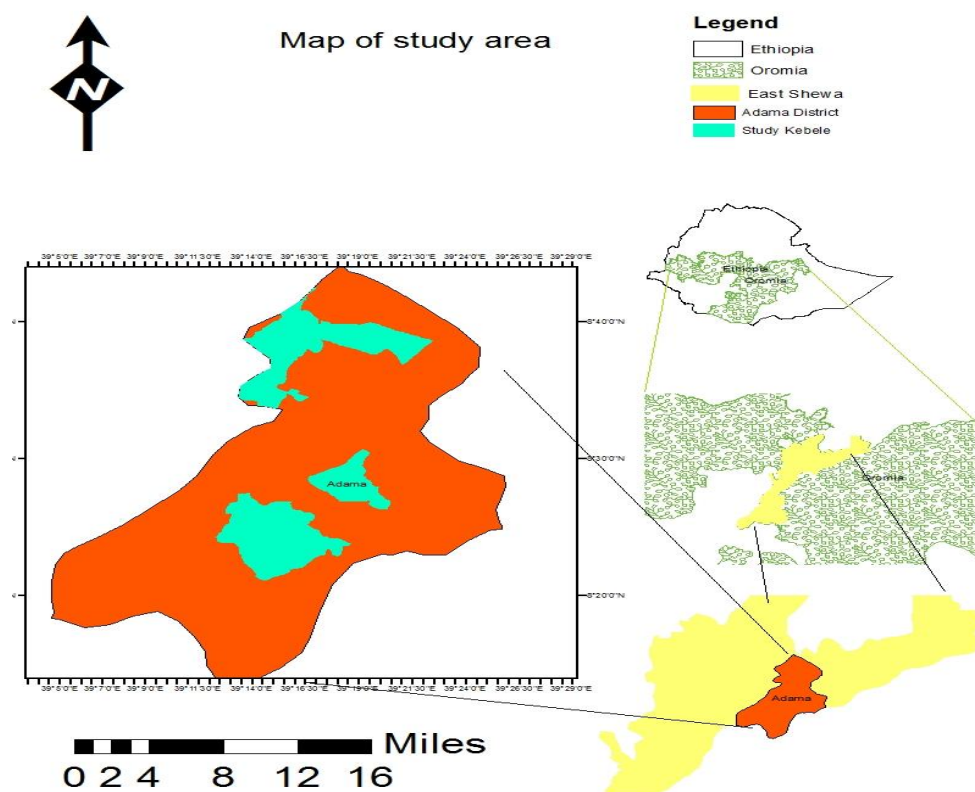 N
Map of study area
Legend
Ethiopia
Oromia
East Shewa
Adama District
Study Kebele
Ethiopia
Oromia
39°5'0"E 39°7'0"E 39°9'0"E 39°11'30"E 39°14'0"E 39°16'30"E 39°19'0"E 39°21'30"E 39°24'0"E 39°26'30"E 39°29'0"E
8°40'0"N
8°30'0"N
Adama
8°20'0"N
39°5'0"E 39°7'0"E 39°9'0"E 39°11'30"E 39°14'0"E 39°16'30"E 39°19'0"E 39°21'30"E 39°24'0"E 39°26'30"E 39°29'0"E
Oromia
Adama
Miles
0 2 4 8 12 16